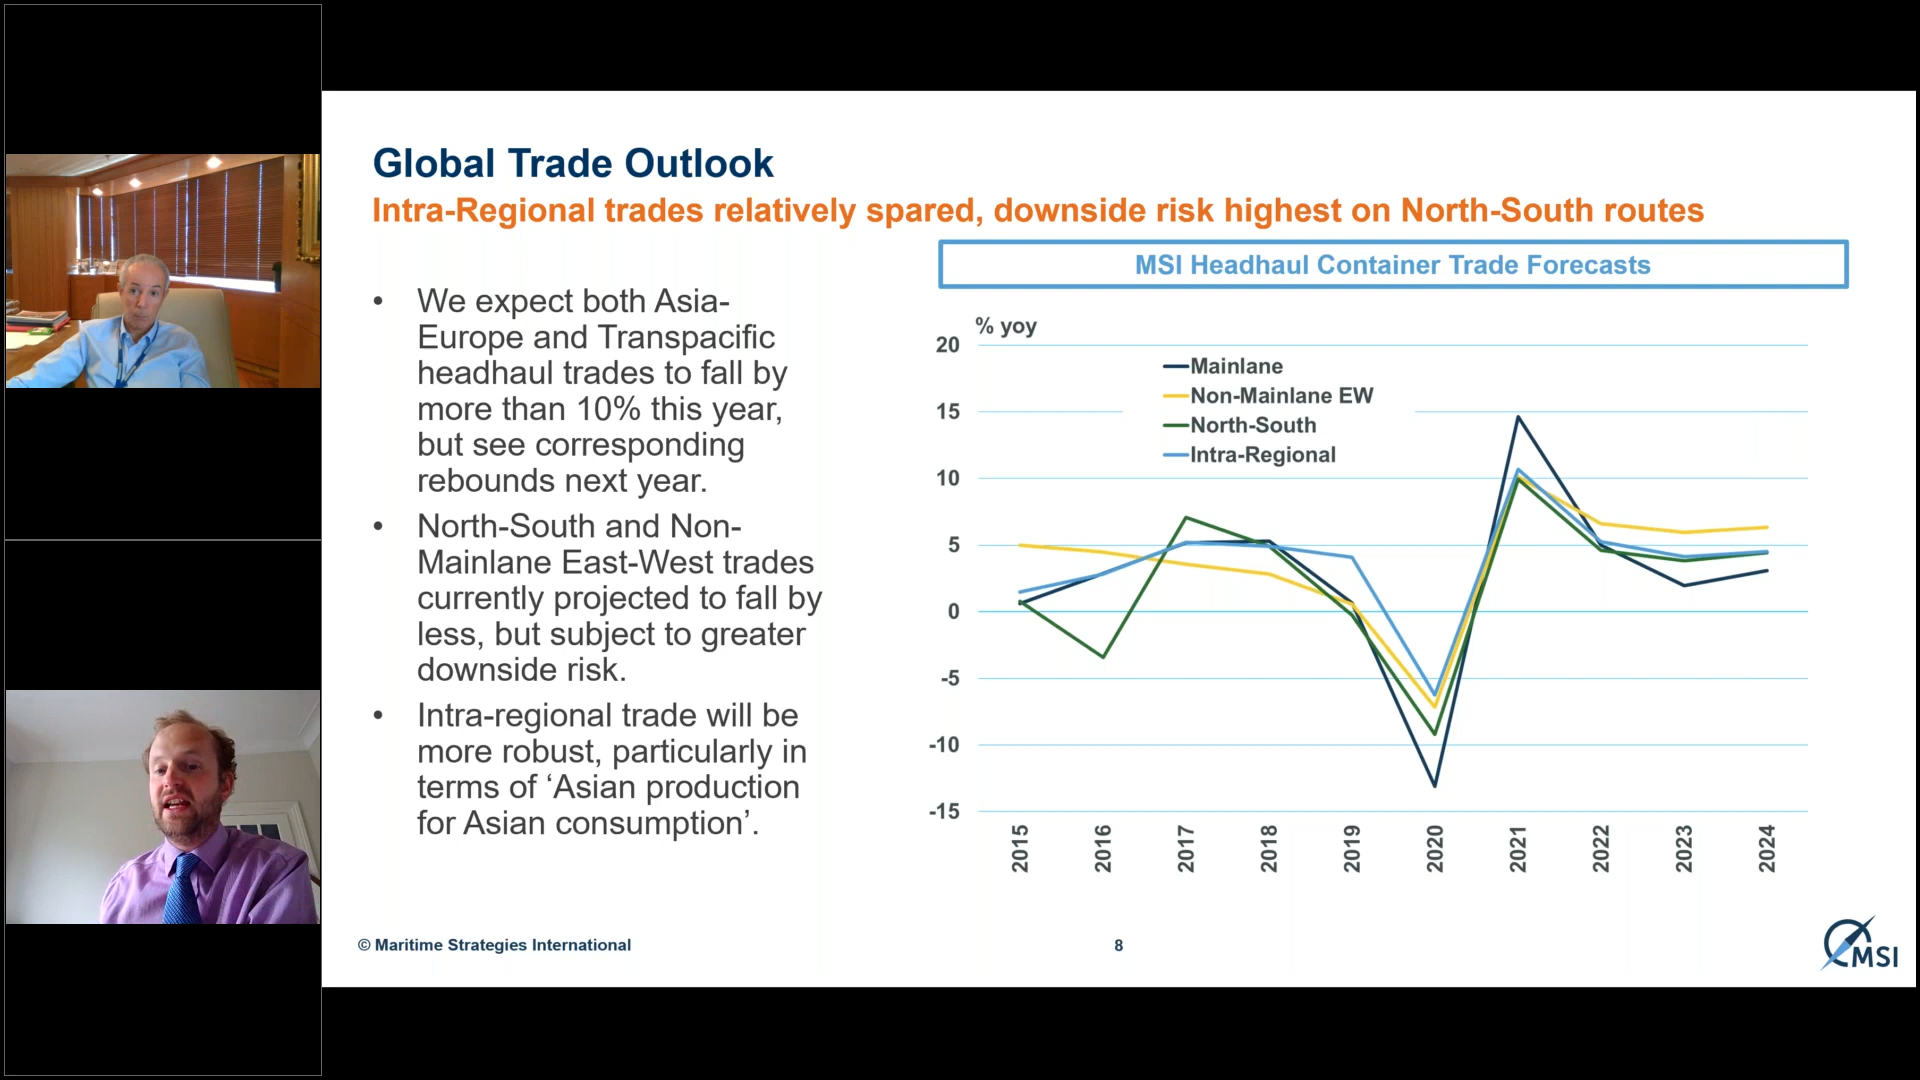 Global Trade Outlook
Intra-Regional trades relatively spared, downside risk highest on North-South routes
• We expect both Asia-
Europe and Transpacific
headhaul trades to fall by
more than 10% this year,
but see corresponding
rebounds next year.
• North-South and Non-
Mainlane East-West trades
currently projected to fall by
less, but subject to greater
downside risk.
• Intra-regional trade will be
more robust, particularly in
terms of ‘Asian production
for Asian consumption’.
MSI Headhaul Container Trade Forecasts
% yoy
20
15
10
5
0
-5
-10
-15
Mainlane
Non-Mainlane EW
North-South
Intra-Regional
2015
2016
2017
2018
2019
2020
2021
2022
2023
2024
© Maritime Strategies International
8
MSI